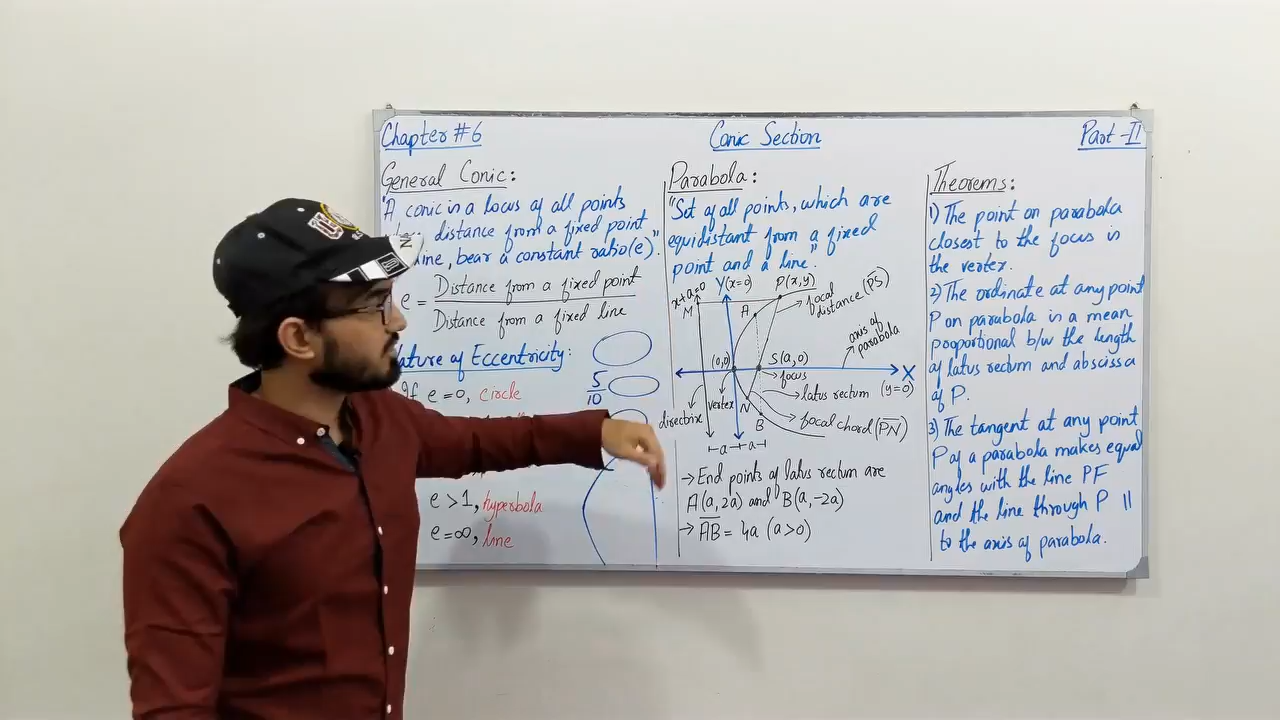 Chapter #6
Conic Section
Part-II
General Conic:
"A conic is a locus of all points
distance from a fixed point
line, bear a constant ratio(e)."
e = Distance from a fixed point
Distance from a fixed line
Nature of Eccentricity:
If e=0, circle
5
10
e>1, hyperbola
e=∞, line
Parabola:
"Set of all points, which are
equidistant from a fixed
point and a line."
x+a=0
Y(x=0)
P(x,y)
M
A
focal
distance (PS)
axis of
parabola
(0,0)
S(a,0)
X
focus
(y=0)
latus rectum
directrix
vertex
N
B
focal chord (PN)
a
a
→ End points of latus rectum are
A(a,2a) and B(a,-2a)
→ AB = 4a (a>0)
Theorems:
1) The point on parabola
closest to the focus is
the vertex.
2) The ordinate at any point
P on parabola is a mean
proportional b/w the length
of latus rectum and abscissa
of P.
3) The tangent at any point
P of a parabola makes equal
angles with the line PF
and the line through P ||
to the axis of parabola.